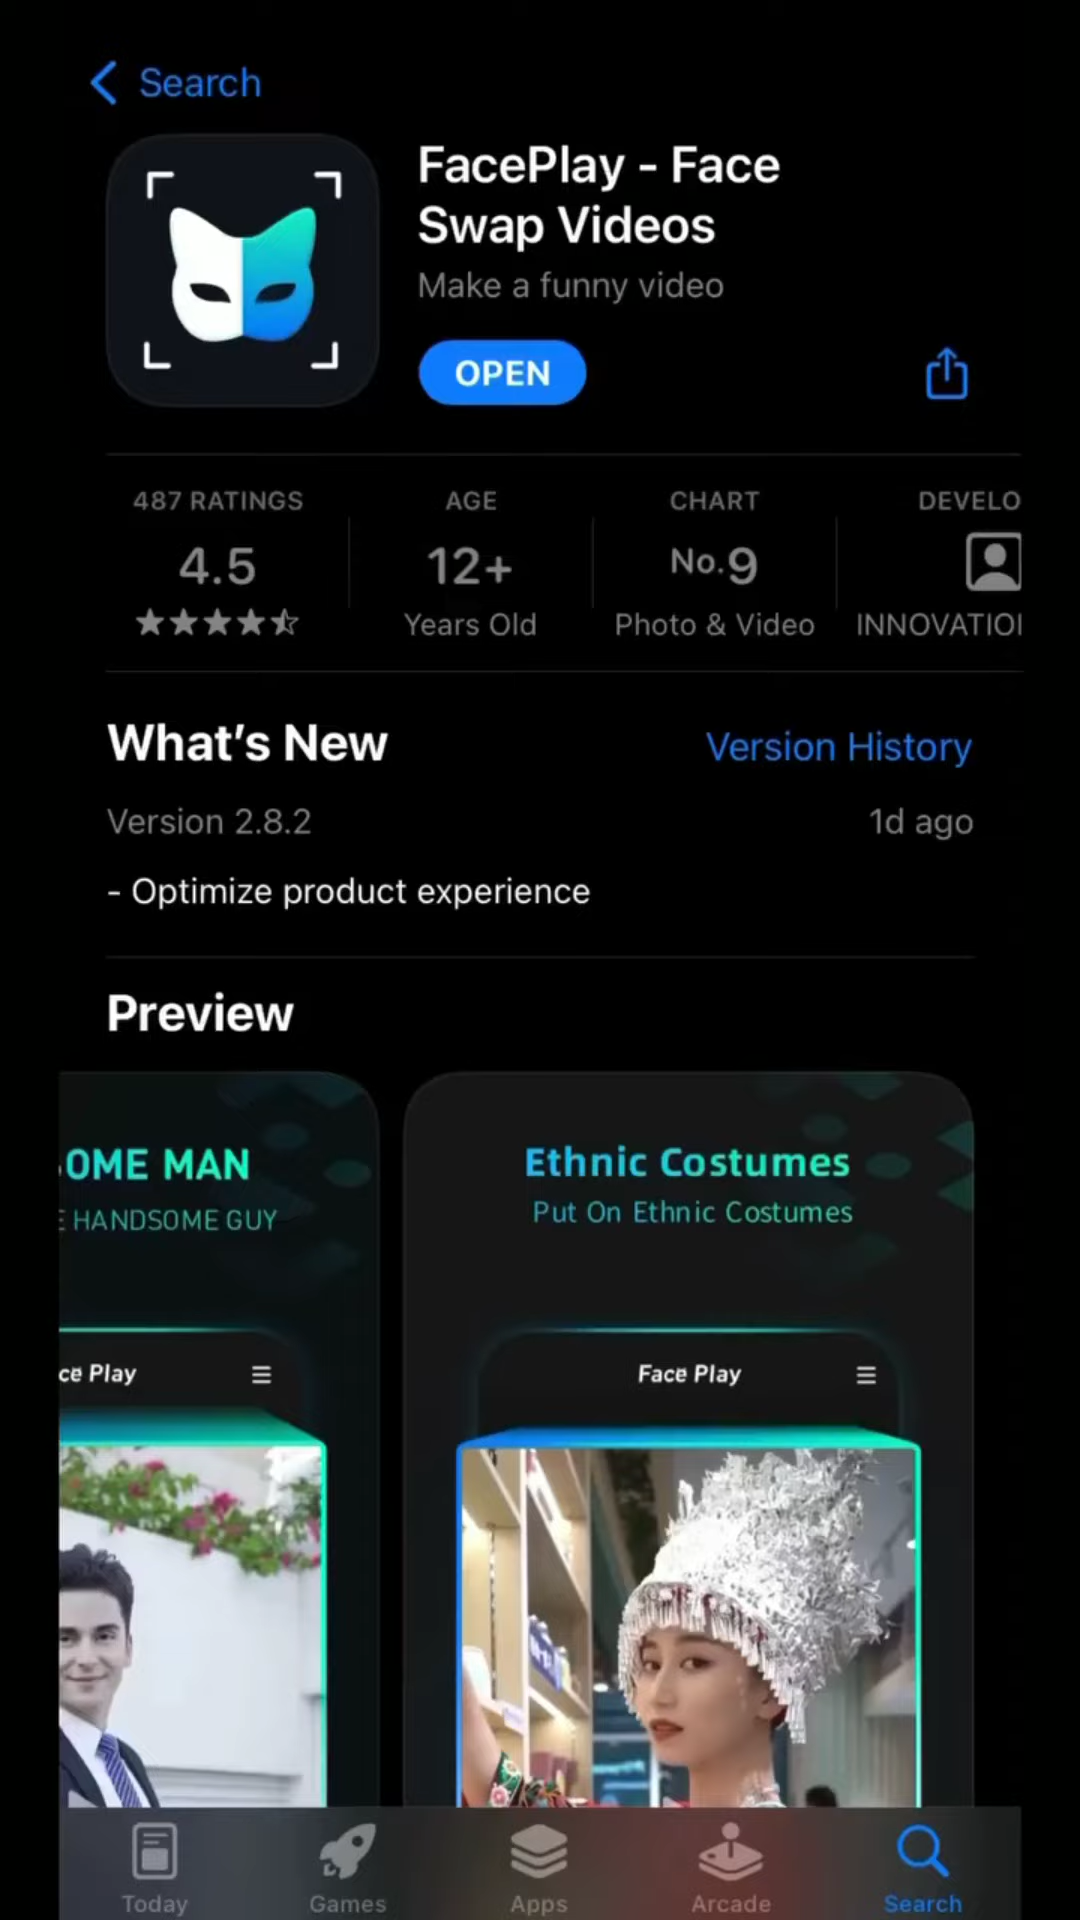 Search
FacePlay - Face
Swap Videos
Make a funny video
OPEN
487 RATINGS
4.5
AGE
12+
Years Old
CHART
No.9
Photo & Video
DEVELO
INNOVATIO
What's New
Version History
Version 2.8.2
1d ago
- Optimize product experience
Preview
OME MAN
E HANDSOME GUY
ce Play
Ethnic Costumes
Put On Ethnic Costumes
Face Play
Today
Games
Apps
Arcade
Search